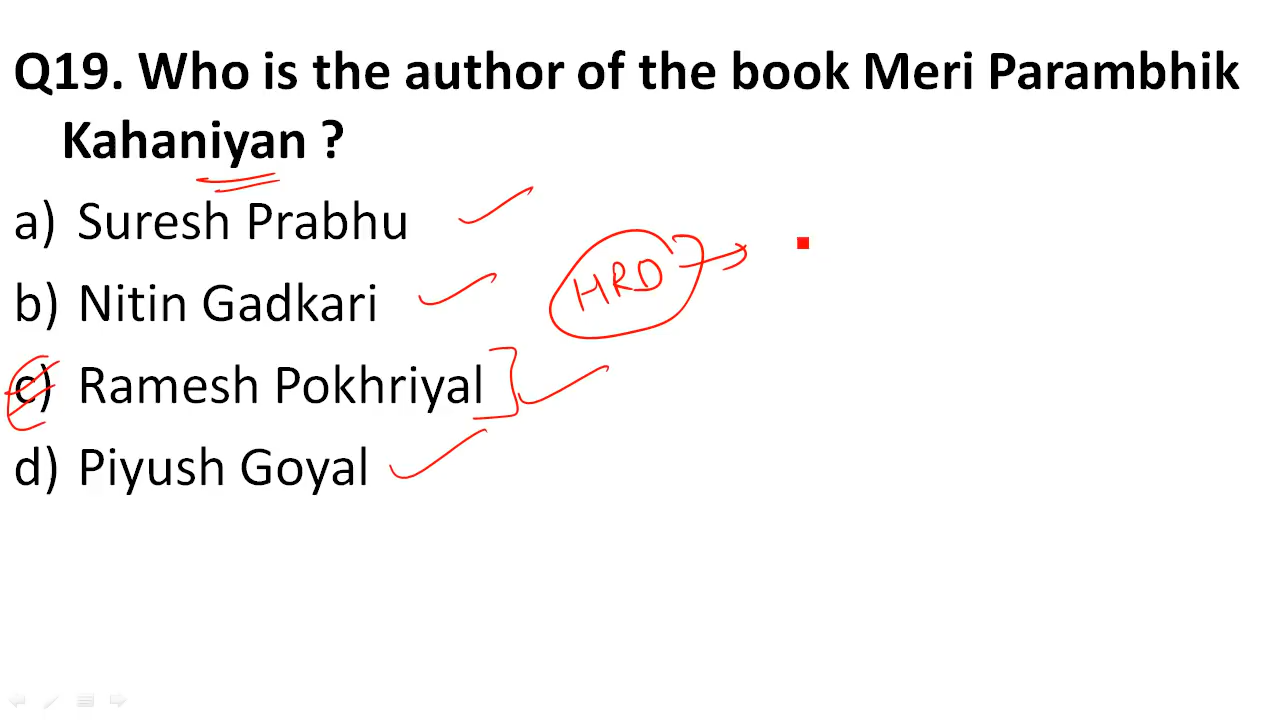 Q19. Who is the author of the book Meri Parambhik
Kahaniyan ?
a) Suresh Prabhu
b) Nitin Gadkari
HRD
c) Ramesh Pokhriyal
d) Piyush Goyal